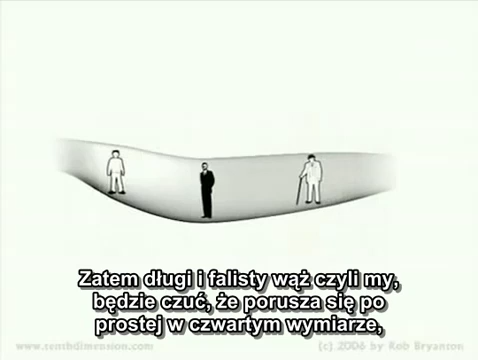 Zatem długi i falisty wąż czyli my,
będzie czuć, że porusza się po
prostej w czwartym wymiarze,
www.tenthdimension.com
(c) 2006 by Rob Bryanton